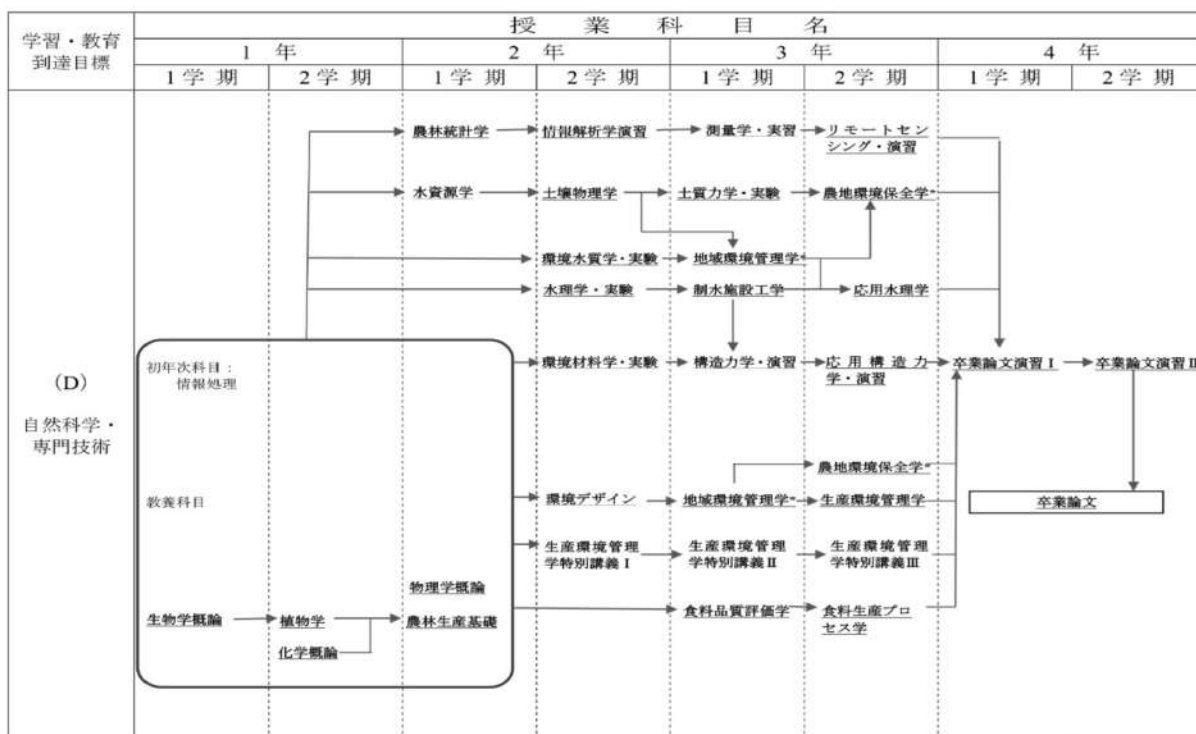 学習・教育
到達目標
授業科目名
1年
2年
3年
4年
1学期
2学期
1学期
2学期
1学期
2学期
1学期
2学期
(D)
自然科学・
専門技術
農林統計学
情報解析学演習
測量学・実習
リモートセン
シング・演習
水資源学
土壌物理学
土質力学・実験
農地環境保全学*
環境水質学・実験
地域環境管理学*
水理学・実験
制水施設工学
応用水理学
初年次科目：
情報処理
環境材料学・実験
構造力学・演習
応用構造力
学・演習
卒業論文演習Ⅰ
卒業論文演習Ⅱ
農地環境保全学*
教養科目
環境デザイン
地域環境管理学*
生産環境管理学
卒業論文
生産環境管理
学特別講義Ⅰ
生産環境管理
学特別講義Ⅱ
生産環境管理
学特別講義Ⅲ
物理学概論
生物学概論
植物学
農林生産基礎
食料品質評価学
食料生産プロ
セス学
化学概論